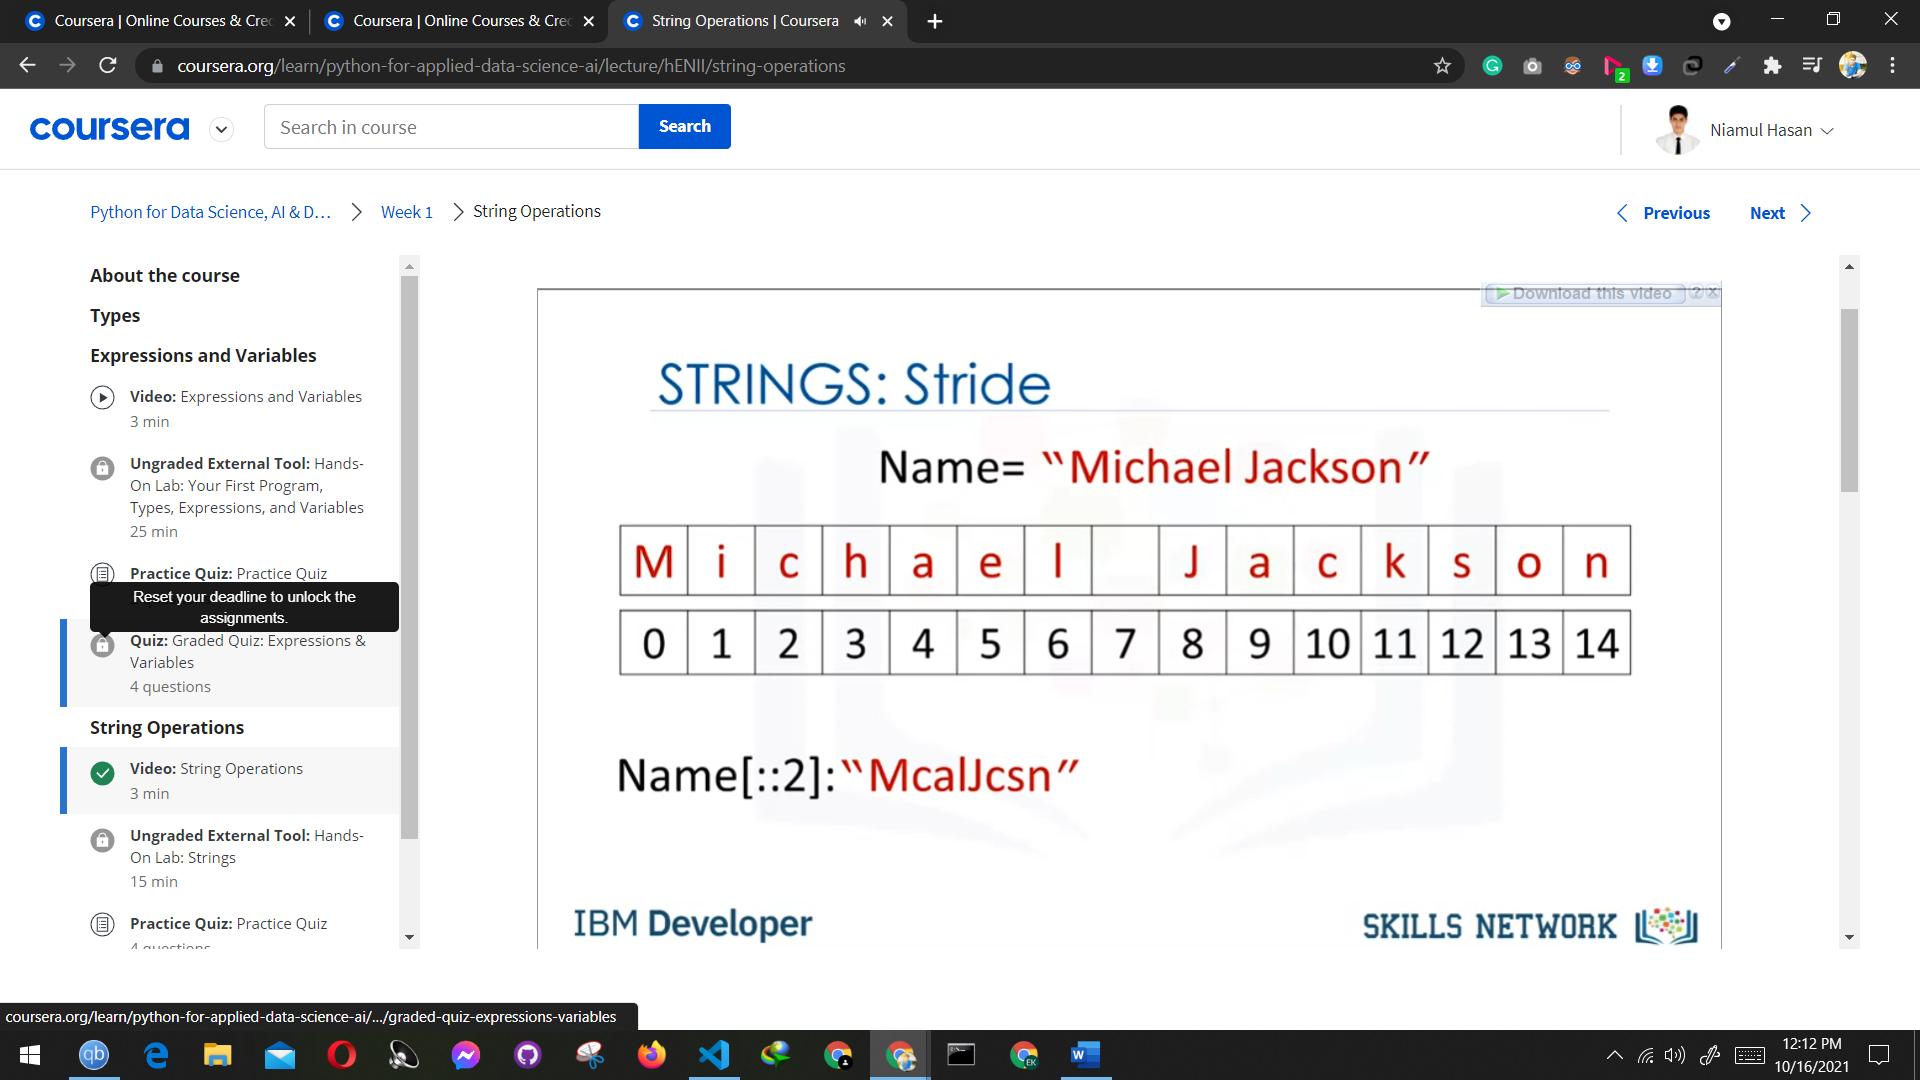 Coursera | Online Courses & Cre
Coursera | Online Courses & Cre
String Operations | Coursera
coursera.org/learn/python-for-applied-data-science-ai/lecture/hENII/string-operations
2
coursera
Search in course
Search
Niamul Hasan
Python for Data Science, AI & D...
Week 1
String Operations
Previous
Next
About the course
Types
Expressions and Variables
Video: Expressions and Variables
3 min
Ungraded External Tool: Hands-
On Lab: Your First Program,
Types, Expressions, and Variables
25 min
Practice Quiz: Practice Quiz
Reset your deadline to unlock the
assignments.
Quiz: Graded Quiz: Expressions &
Variables
4 questions
String Operations
Video: String Operations
3 min
Ungraded External Tool: Hands-
On Lab: Strings
15 min
Practice Quiz: Practice Quiz
4 questions
Download this video
STRINGS: Stride
Name= "Michael Jackson"
M i c h a e l J a c k s o n
0 1 2 3 4 5 6 7 8 9 10 11 12 13 14
Name[::2]:"McalJcsn"
IBM Developer
SKILLS NETWORK
coursera.org/learn/python-for-applied-data-science-ai/.../graded-quiz-expressions-variables
qb
EK
W
12:12 PM
10/16/2021